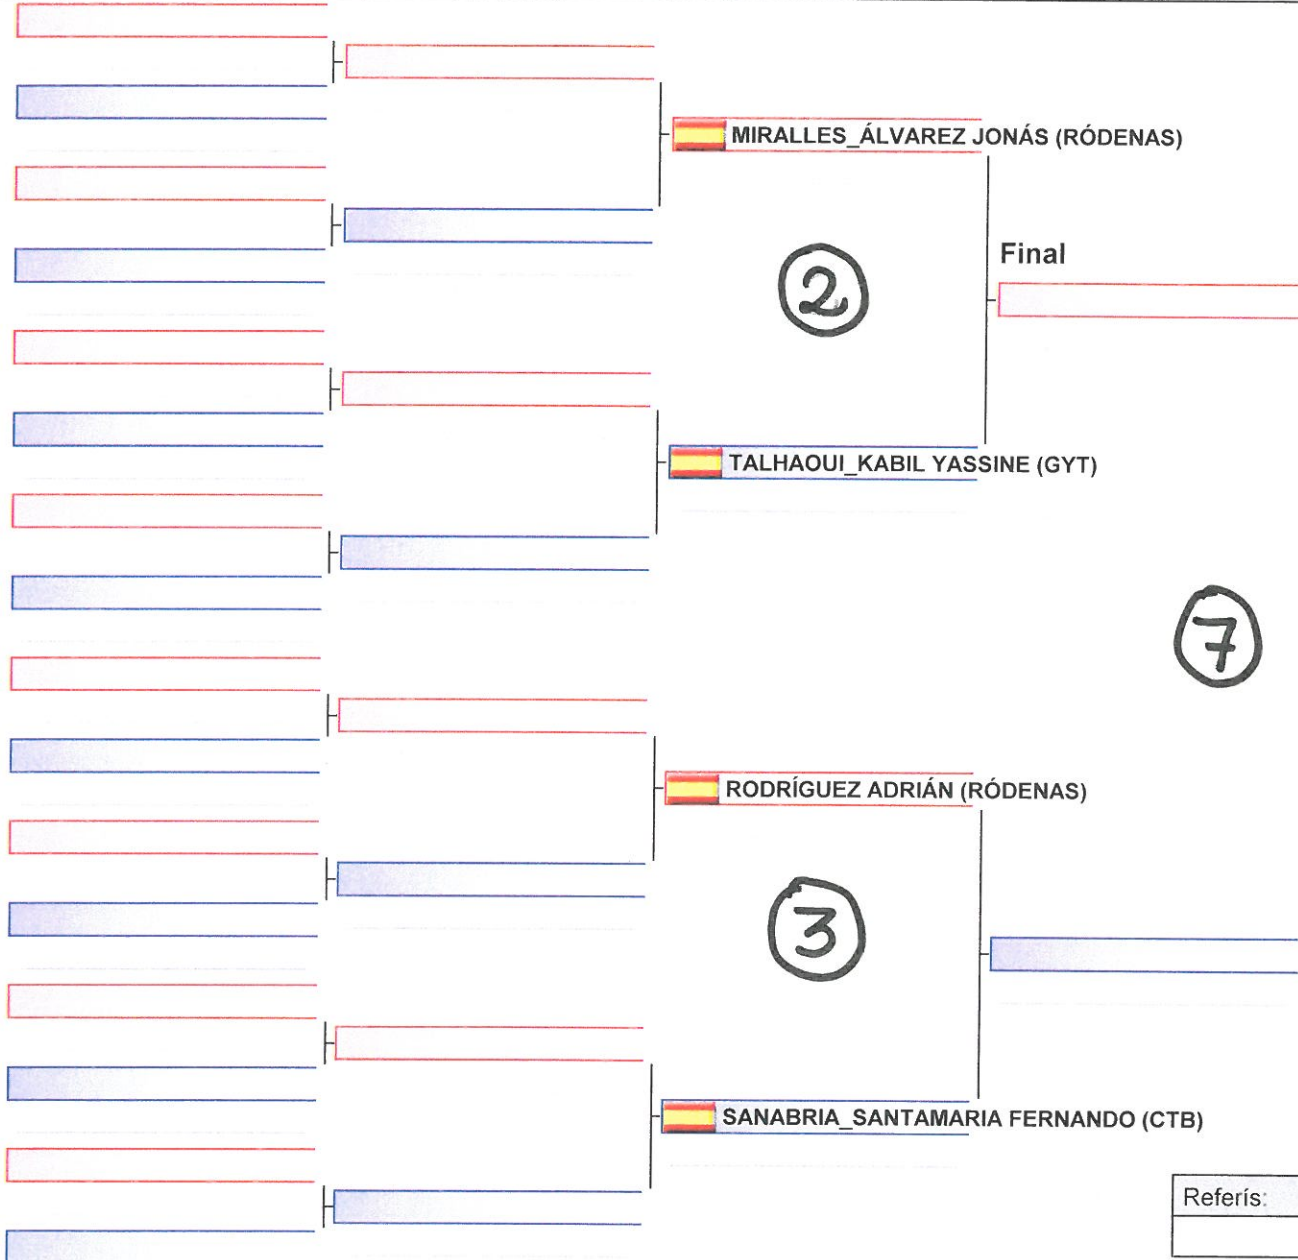 MIRALLES_ÁLVAREZ JONÁS (RÓDENAS)
Final
2
TALHAOUI_KABIL YASSINE (GYT)
7
RODRÍGUEZ ADRIÁN (RÓDENAS)
3
SANABRIA_SANTAMARIA FERNANDO (CTB)
Referís: